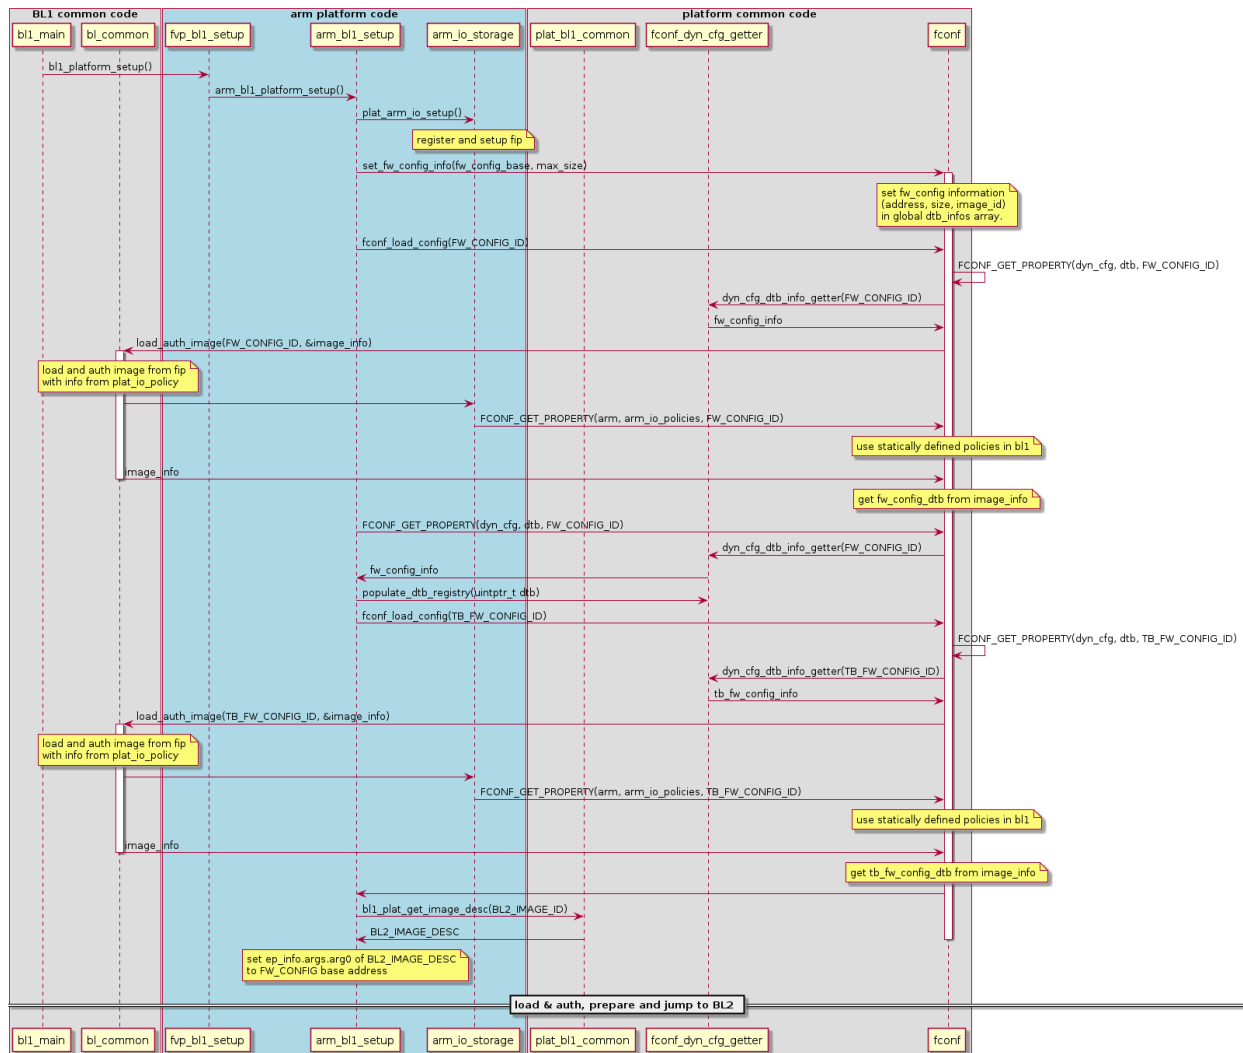 BL1 common code
arm platform code
platform common code
bl1_main
bl_common
fvp_bl1_setup
arm_bl1_setup
arm_io_storage
plat_bl1_common
fconf_dyn_cfg_getter
fconf
bl1_platform_setup()
arm_bl1_platform_setup()
plat_arm_io_setup()
register and setup fip
set_fw_config_info(fw_config_base, max_size)
set fw_config information
(address, size, image_id)
in global dtb_infos array.
fconf_load_config(FW_CONFIG_ID)
FCONF_GET_PROPERTY(dyn_cfg, dtb, FW_CONFIG_ID)
dyn_cfg_dtb_info_getter(FW_CONFIG_ID)
fw_config_info
load_auth_image(FW_CONFIG_ID, &image_info)
load and auth image from fip
with info from plat_io_policy
FCONF_GET_PROPERTY(arm, arm_io_policies, FW_CONFIG_ID)
use statically defined policies in bl1
image_info
get fw_config_dtb from image_info
FCONF_GET_PROPERTY(dyn_cfg, dtb, FW_CONFIG_ID)
dyn_cfg_dtb_info_getter(FW_CONFIG_ID)
fw_config_info
populate_dtb_registry(uintptr_t dtb)
fconf_load_config(TB_FW_CONFIG_ID)
FCONF_GET_PROPERTY(dyn_cfg, dtb, TB_FW_CONFIG_ID)
dyn_cfg_dtb_info_getter(TB_FW_CONFIG_ID)
tb_fw_config_info
load_auth_image(TB_FW_CONFIG_ID, &image_info)
load and auth image from fip
with info from plat_io_policy
FCONF_GET_PROPERTY(arm, arm_io_policies, TB_FW_CONFIG_ID)
use statically defined policies in bl1
image_info
get tb_fw_config_dtb from image_info
bl1_plat_get_image_desc(BL2_IMAGE_ID)
BL2_IMAGE_DESC
set ep_info.args.arg0 of BL2_IMAGE_DESC
to FW_CONFIG base address
load & auth, prepare and jump to BL2
bl1_main
bl_common
fvp_bl1_setup
arm_bl1_setup
arm_io_storage
plat_bl1_common
fconf_dyn_cfg_getter
fconf